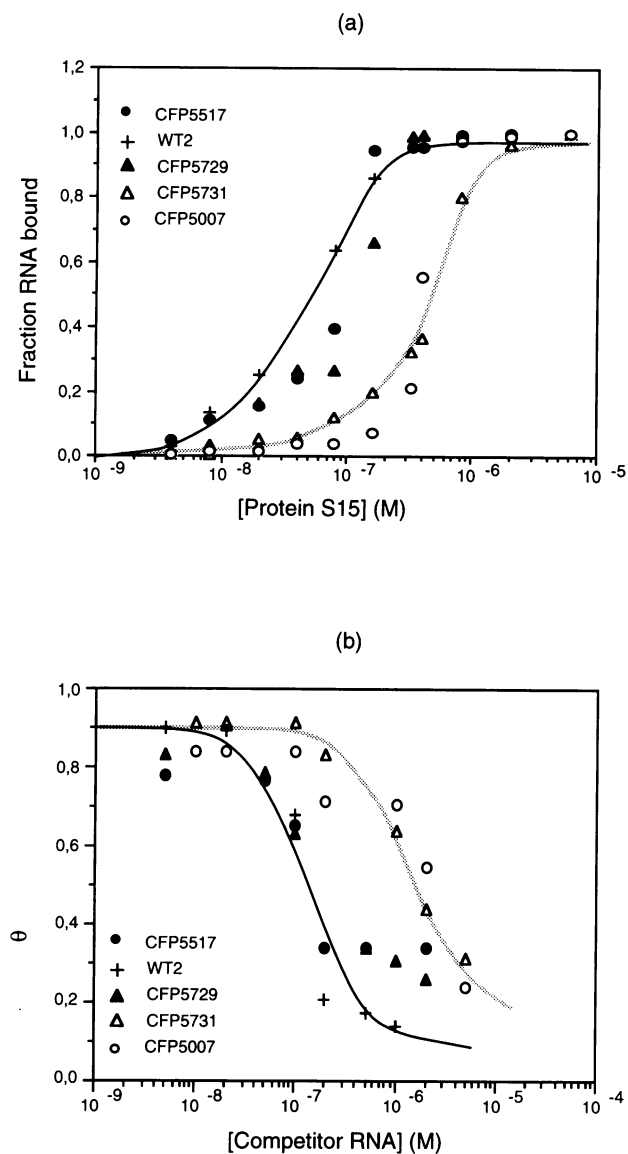 (a)
1,2
1,0
0,8
0,6
0,4
0,2
0,0
Fraction RNA bound
CFP5517
WT2
CFP5729
CFP5731
CFP5007
10 -9
10 -8
10 -7
10 -6
10 -5
[Protein S15] (M)
(b)
1,0
0,8
0,6
0,4
0,2
0,0
θ
CFP5517
WT2
CFP5729
CFP5731
CFP5007
10 -9
10 -8
10 -7
10 -6
10 -5
10 -4
[Competitor RNA] (M)